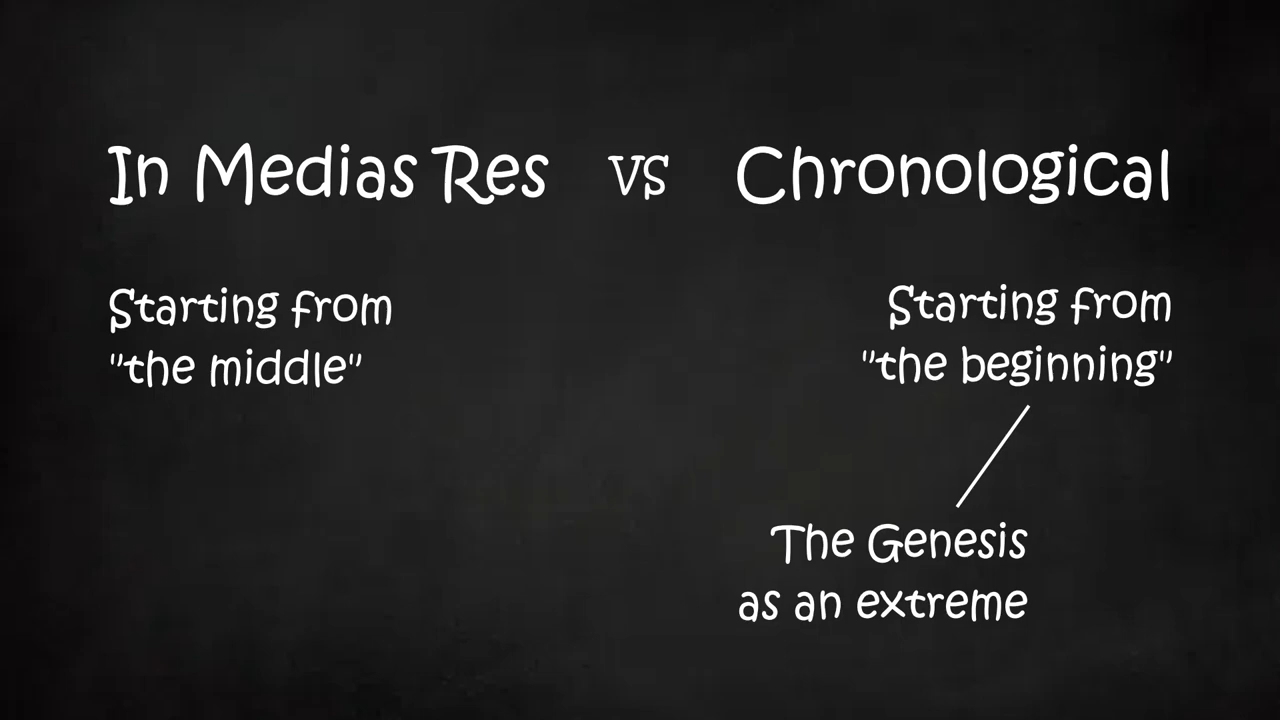 In Medias Res vs Chronological
Starting from
"the middle"
Starting from
"the beginning"
The Genesis
as an extreme